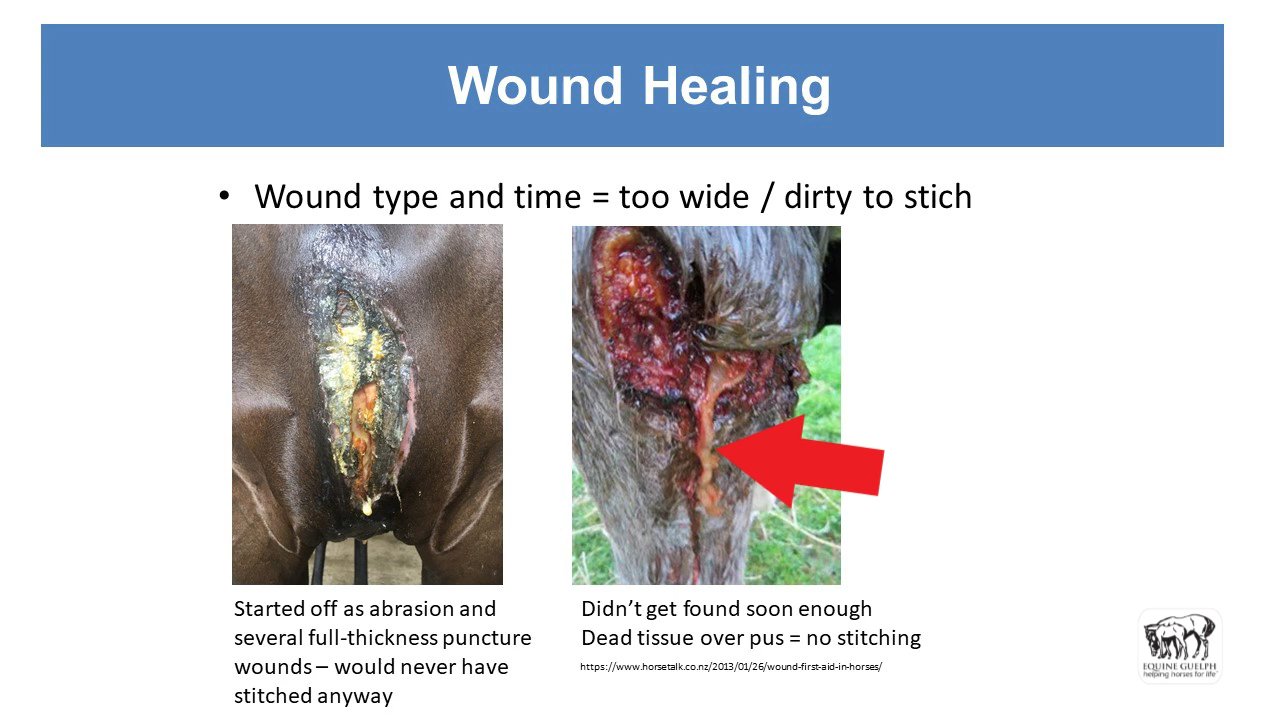 Wound Healing
• Wound type and time = too wide / dirty to stich
Started off as abrasion and
several full-thickness puncture
wounds – would never have
stitched anyway
Didn't get found soon enough
Dead tissue over pus = no stitching
https://www.horsetalk.co.nz/2013/01/26/wound-first-aid-in-horses/
EQUINE GUELPH
helping horses for life